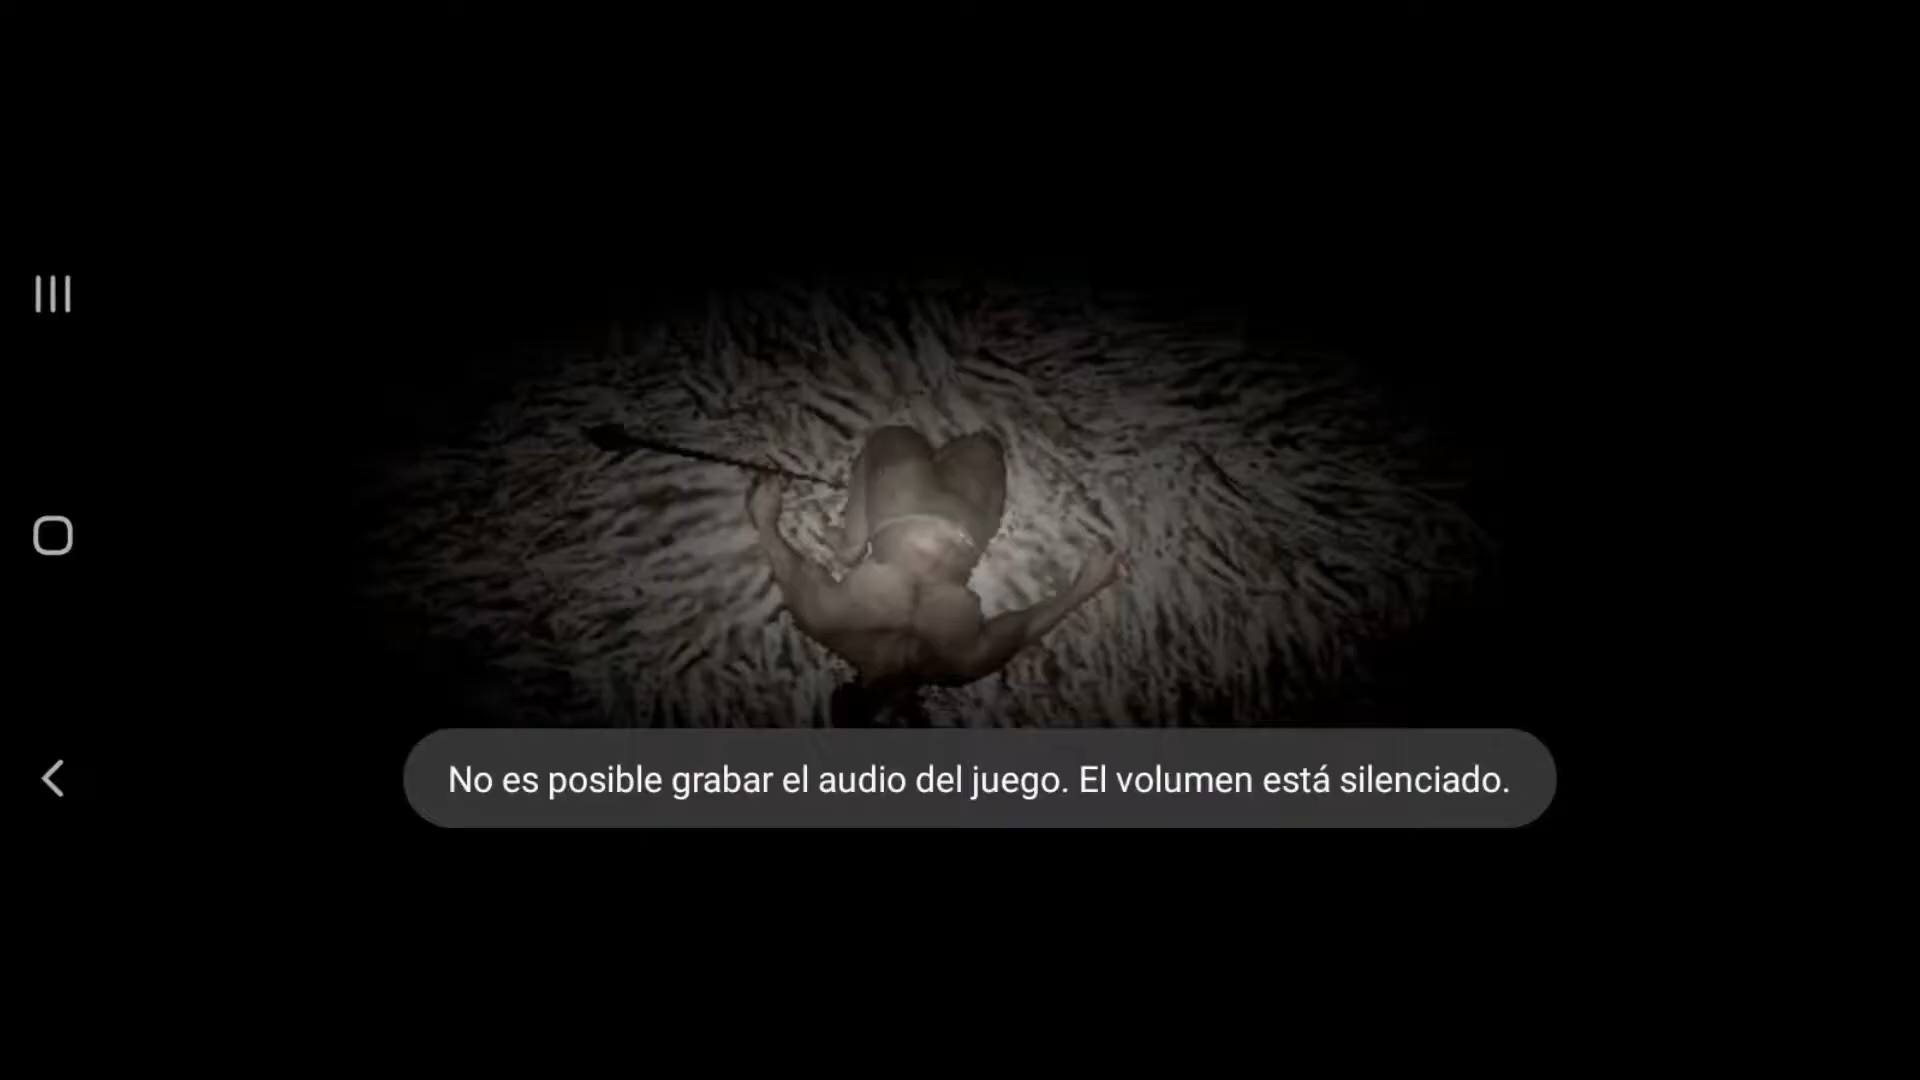 No es posible grabar el audio del juego. El volumen está silenciado.